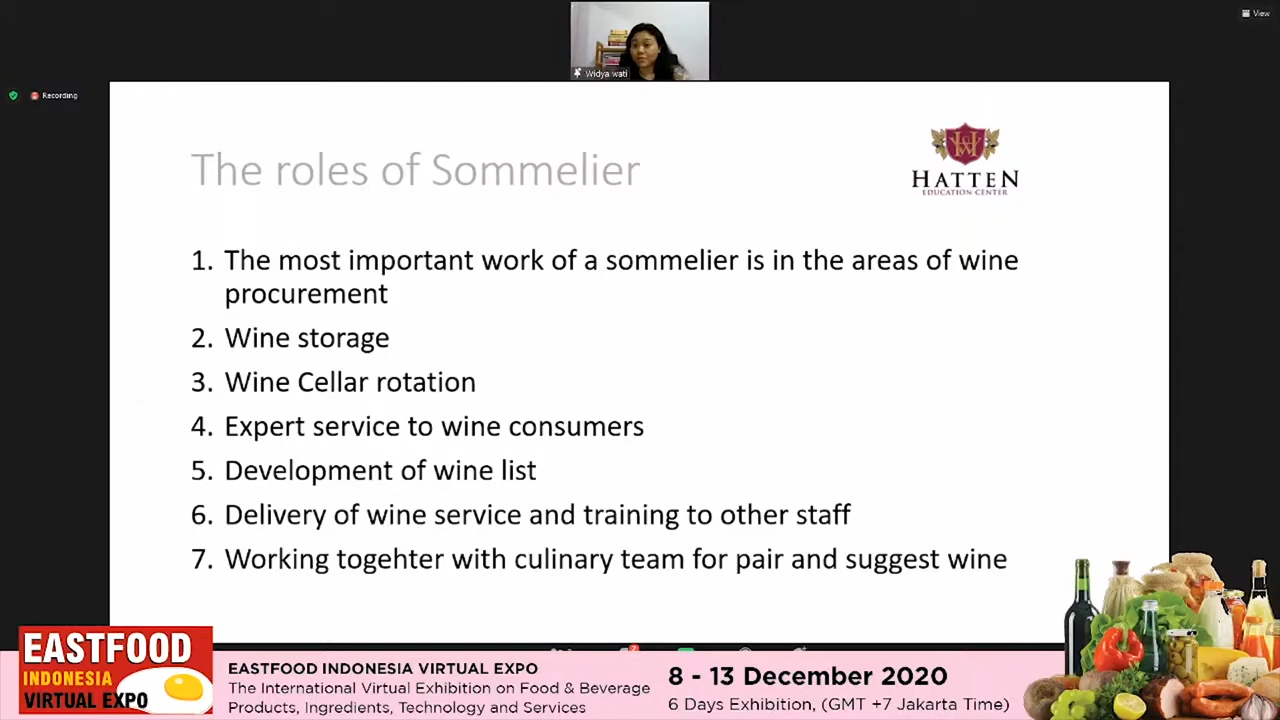 View
Widya wati
Recording
The roles of Sommelier
HATTEN
EDUCATION CENTER
1. The most important work of a sommelier is in the areas of wine
procurement
2. Wine storage
3. Wine Cellar rotation
4. Expert service to wine consumers
5. Development of wine list
6. Delivery of wine service and training to other staff
7. Working togehter with culinary team for pair and suggest wine
EASTFOOD
INDONESIA
VIRTUAL EXPO
EASTFOOD INDONESIA VIRTUAL EXPO
The International Virtual Exhibition on Food & Beverage
Products, Ingredients, Technology and Services
8 - 13 December 2020
6 Days Exhibition, (GMT +7 Jakarta Time)